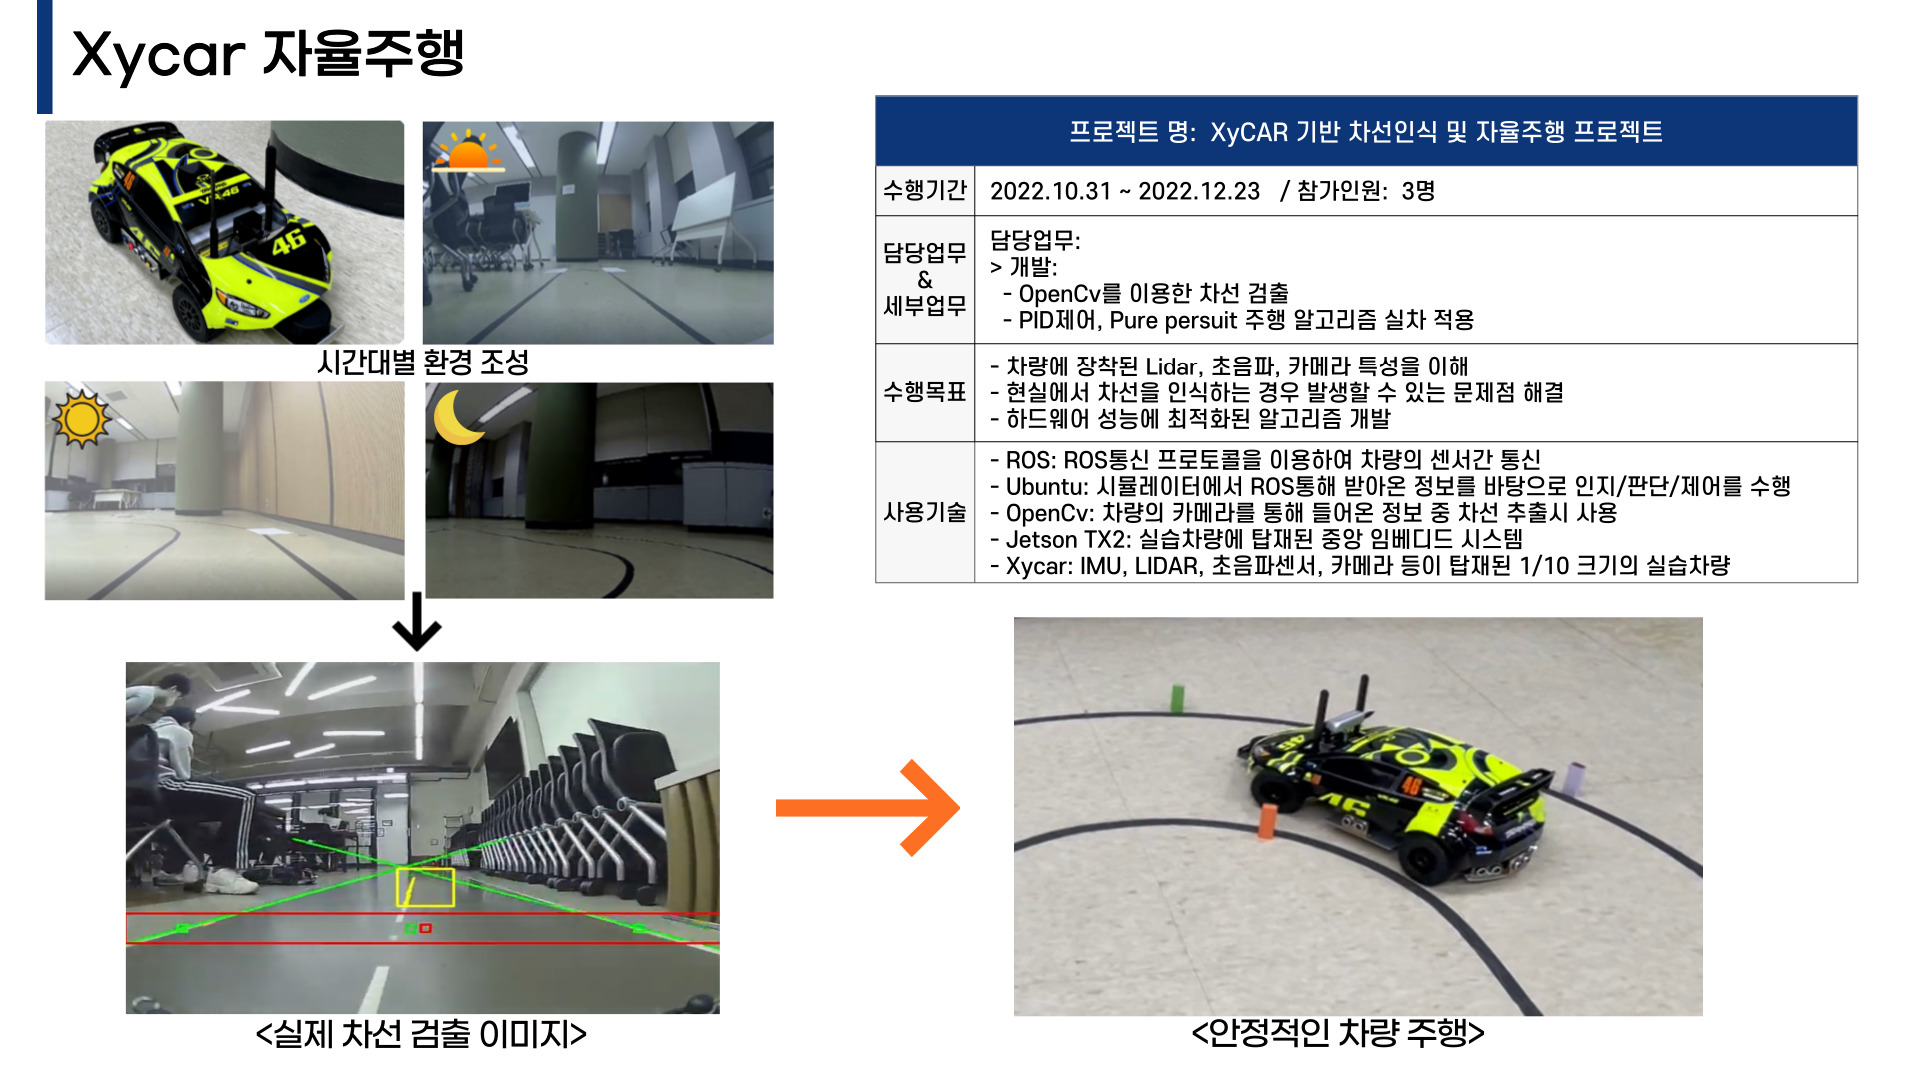 Xycar 자율주행
46
VR46
시간대별 환경 조성
프로젝트 명: XyCAR 기반 차선인식 및 자율주행 프로젝트
수행기간
2022.10.31 ~ 2022.12.23 / 참가인원: 3명
담당업무
&
세부업무
담당업무:
> 개발:
- OpenCv를 이용한 차선 검출
- PID제어, Pure persuit 주행 알고리즘 실차 적용
수행목표
- 차량에 장착된 Lidar, 초음파, 카메라 특성을 이해
- 현실에서 차선을 인식하는 경우 발생할 수 있는 문제점 해결
- 하드웨어 성능에 최적화된 알고리즘 개발
사용기술
- ROS: ROS통신 프로토콜을 이용하여 차량의 센서간 통신
- Ubuntu: 시뮬레이터에서 ROS통해 받아온 정보를 바탕으로 인지/판단/제어를 수행
- OpenCv: 차량의 카메라를 통해 들어온 정보 중 차선 추출시 사용
- Jetson TX2: 실습차량에 탑재된 중앙 임베디드 시스템
- Xycar: IMU, LIDAR, 초음파센서, 카메라 등이 탑재된 1/10 크기의 실습차량
46
46
46
<실제 차선 검출 이미지>
<안정적인 차량 주행>